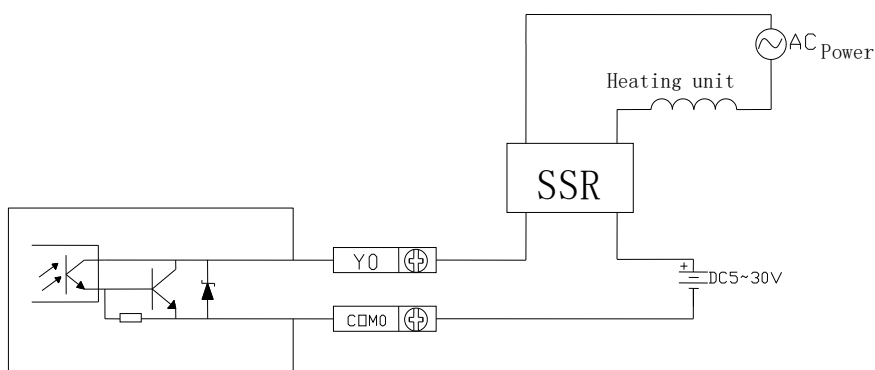 AC Power
Heating unit
SSR
Y0
COM0
+
DC5~30V